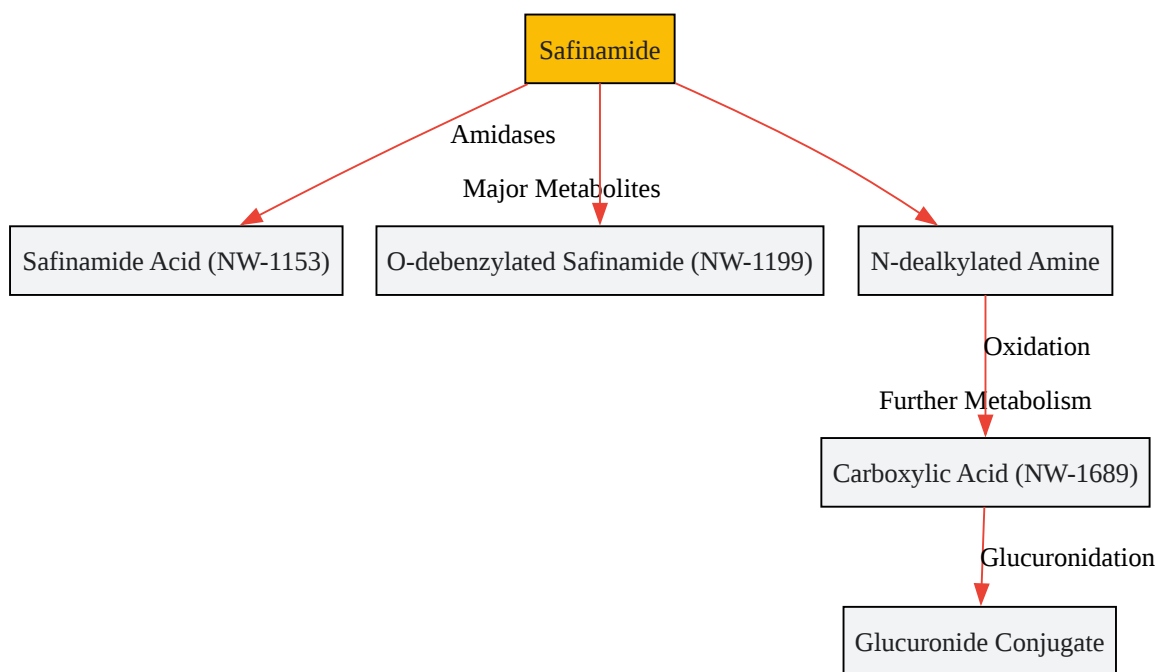 Safinamide
Amidases
Major Metabolites
Safinamide Acid (NW-1153)
O-debenzylated Safinamide (NW-1199)
N-dealkylated Amine
Oxidation
Further Metabolism
Carboxylic Acid (NW-1689)
Glucuronidation
Glucuronide Conjugate